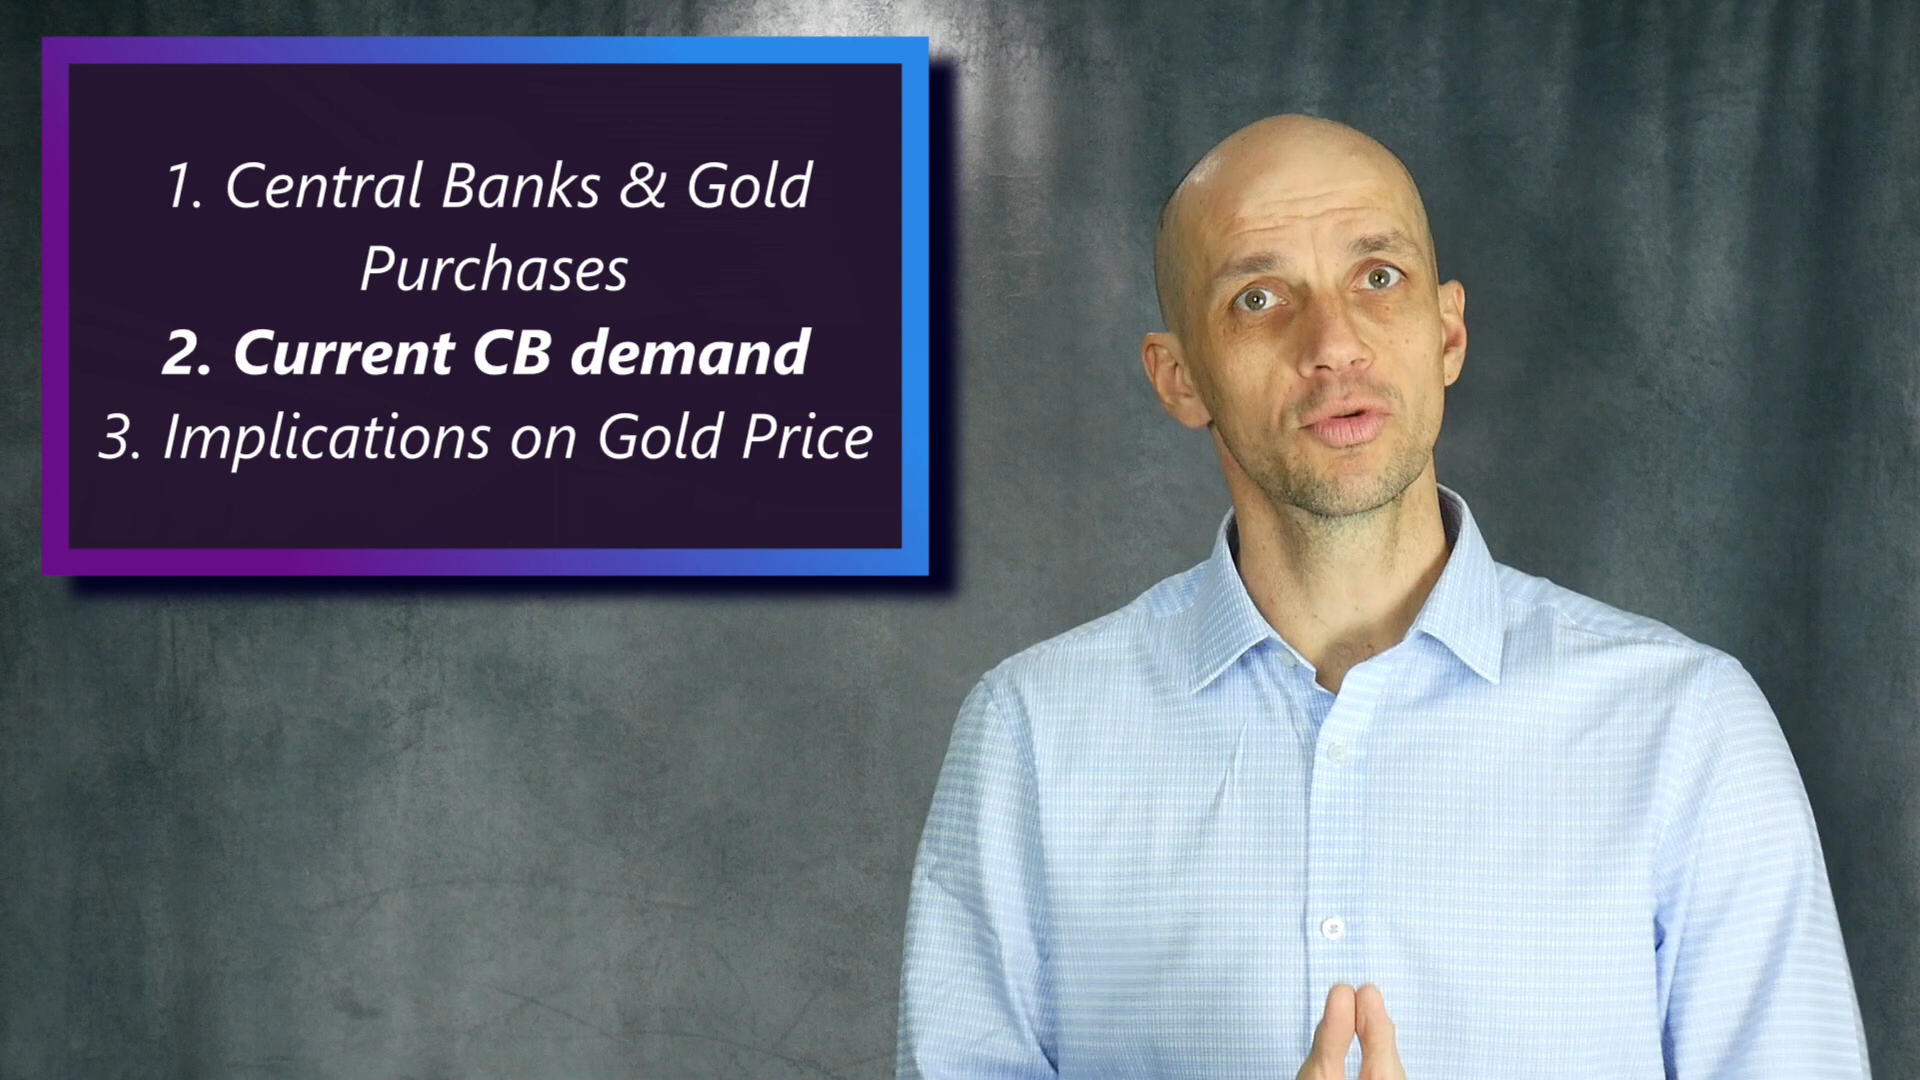 1. Central Banks & Gold
Purchases
2. Current CB demand
3. Implications on Gold Price